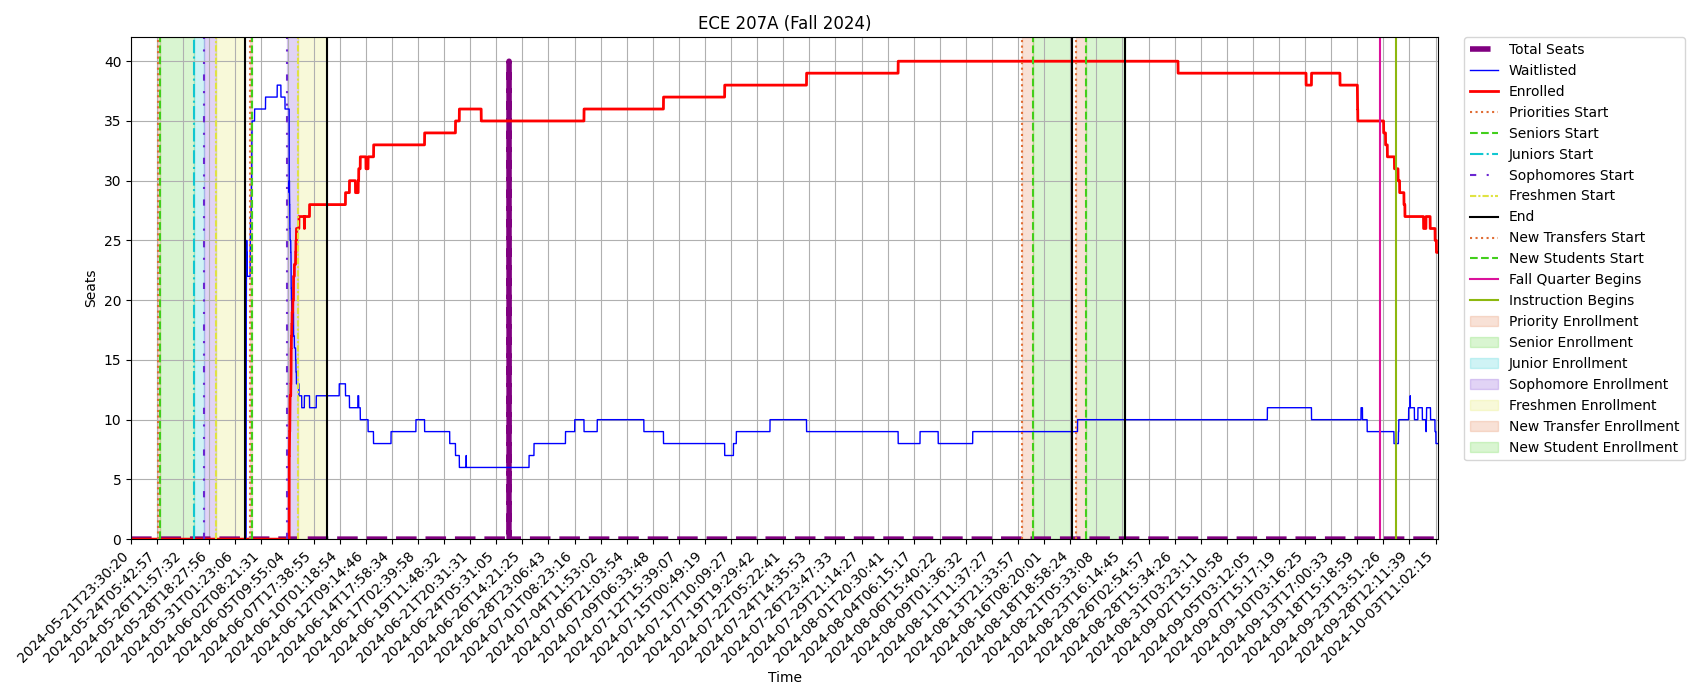 ECE 207A (Fall 2024)
Seats
40
35
30
25
20
15
10
5
0
2024-05-21T23:30:20
2024-05-24T05:42:57
2024-05-26T11:57:32
2024-05-28T18:27:56
2024-05-31T01:23:06
2024-06-02T08:21:31
2024-06-05T09:55:04
2024-06-07T17:38:53
2024-06-10T01:18:54
2024-06-12T09:14:46
2024-06-14T17:58:34
2024-06-17T02:39:58
2024-06-19T11:48:32
2024-06-21T20:31:31
2024-06-24T05:31:05
2024-06-26T14:21:25
2024-06-28T23:06:43
2024-07-01T08:23:16
2024-07-04T11:53:02
2024-07-06T21:03:54
2024-07-09T06:33:48
2024-07-12T15:39:07
2024-07-15T00:49:19
2024-07-17T10:09:27
2024-07-19T19:29:42
2024-07-22T05:22:41
2024-07-24T14:35:53
2024-07-26T23:47:33
2024-07-29T21:14:27
2024-08-01T20:30:41
2024-08-04T06:15:17
2024-08-06T15:40:22
2024-08-09T01:36:32
2024-08-11T11:37:27
2024-08-13T21:33:57
2024-08-16T08:20:01
2024-08-18T18:58:24
2024-08-21T05:33:08
2024-08-23T16:14:45
2024-08-26T02:54:57
2024-08-28T15:34:26
2024-08-31T03:23:11
2024-09-02T15:10:58
2024-09-05T03:12:05
2024-09-07T15:17:19
2024-09-10T03:16:25
2024-09-13T17:00:33
2024-09-18T15:18:59
2024-09-23T13:51:26
2024-09-28T12:11:39
2024-10-03T11:02:15
Time
Total Seats
Waitlisted
Enrolled
Priorities Start
Seniors Start
Juniors Start
Sophomores Start
Freshmen Start
End
New Transfers Start
New Students Start
Fall Quarter Begins
Instruction Begins
Priority Enrollment
Senior Enrollment
Junior Enrollment
Sophomore Enrollment
Freshmen Enrollment
New Transfer Enrollment
New Student Enrollment